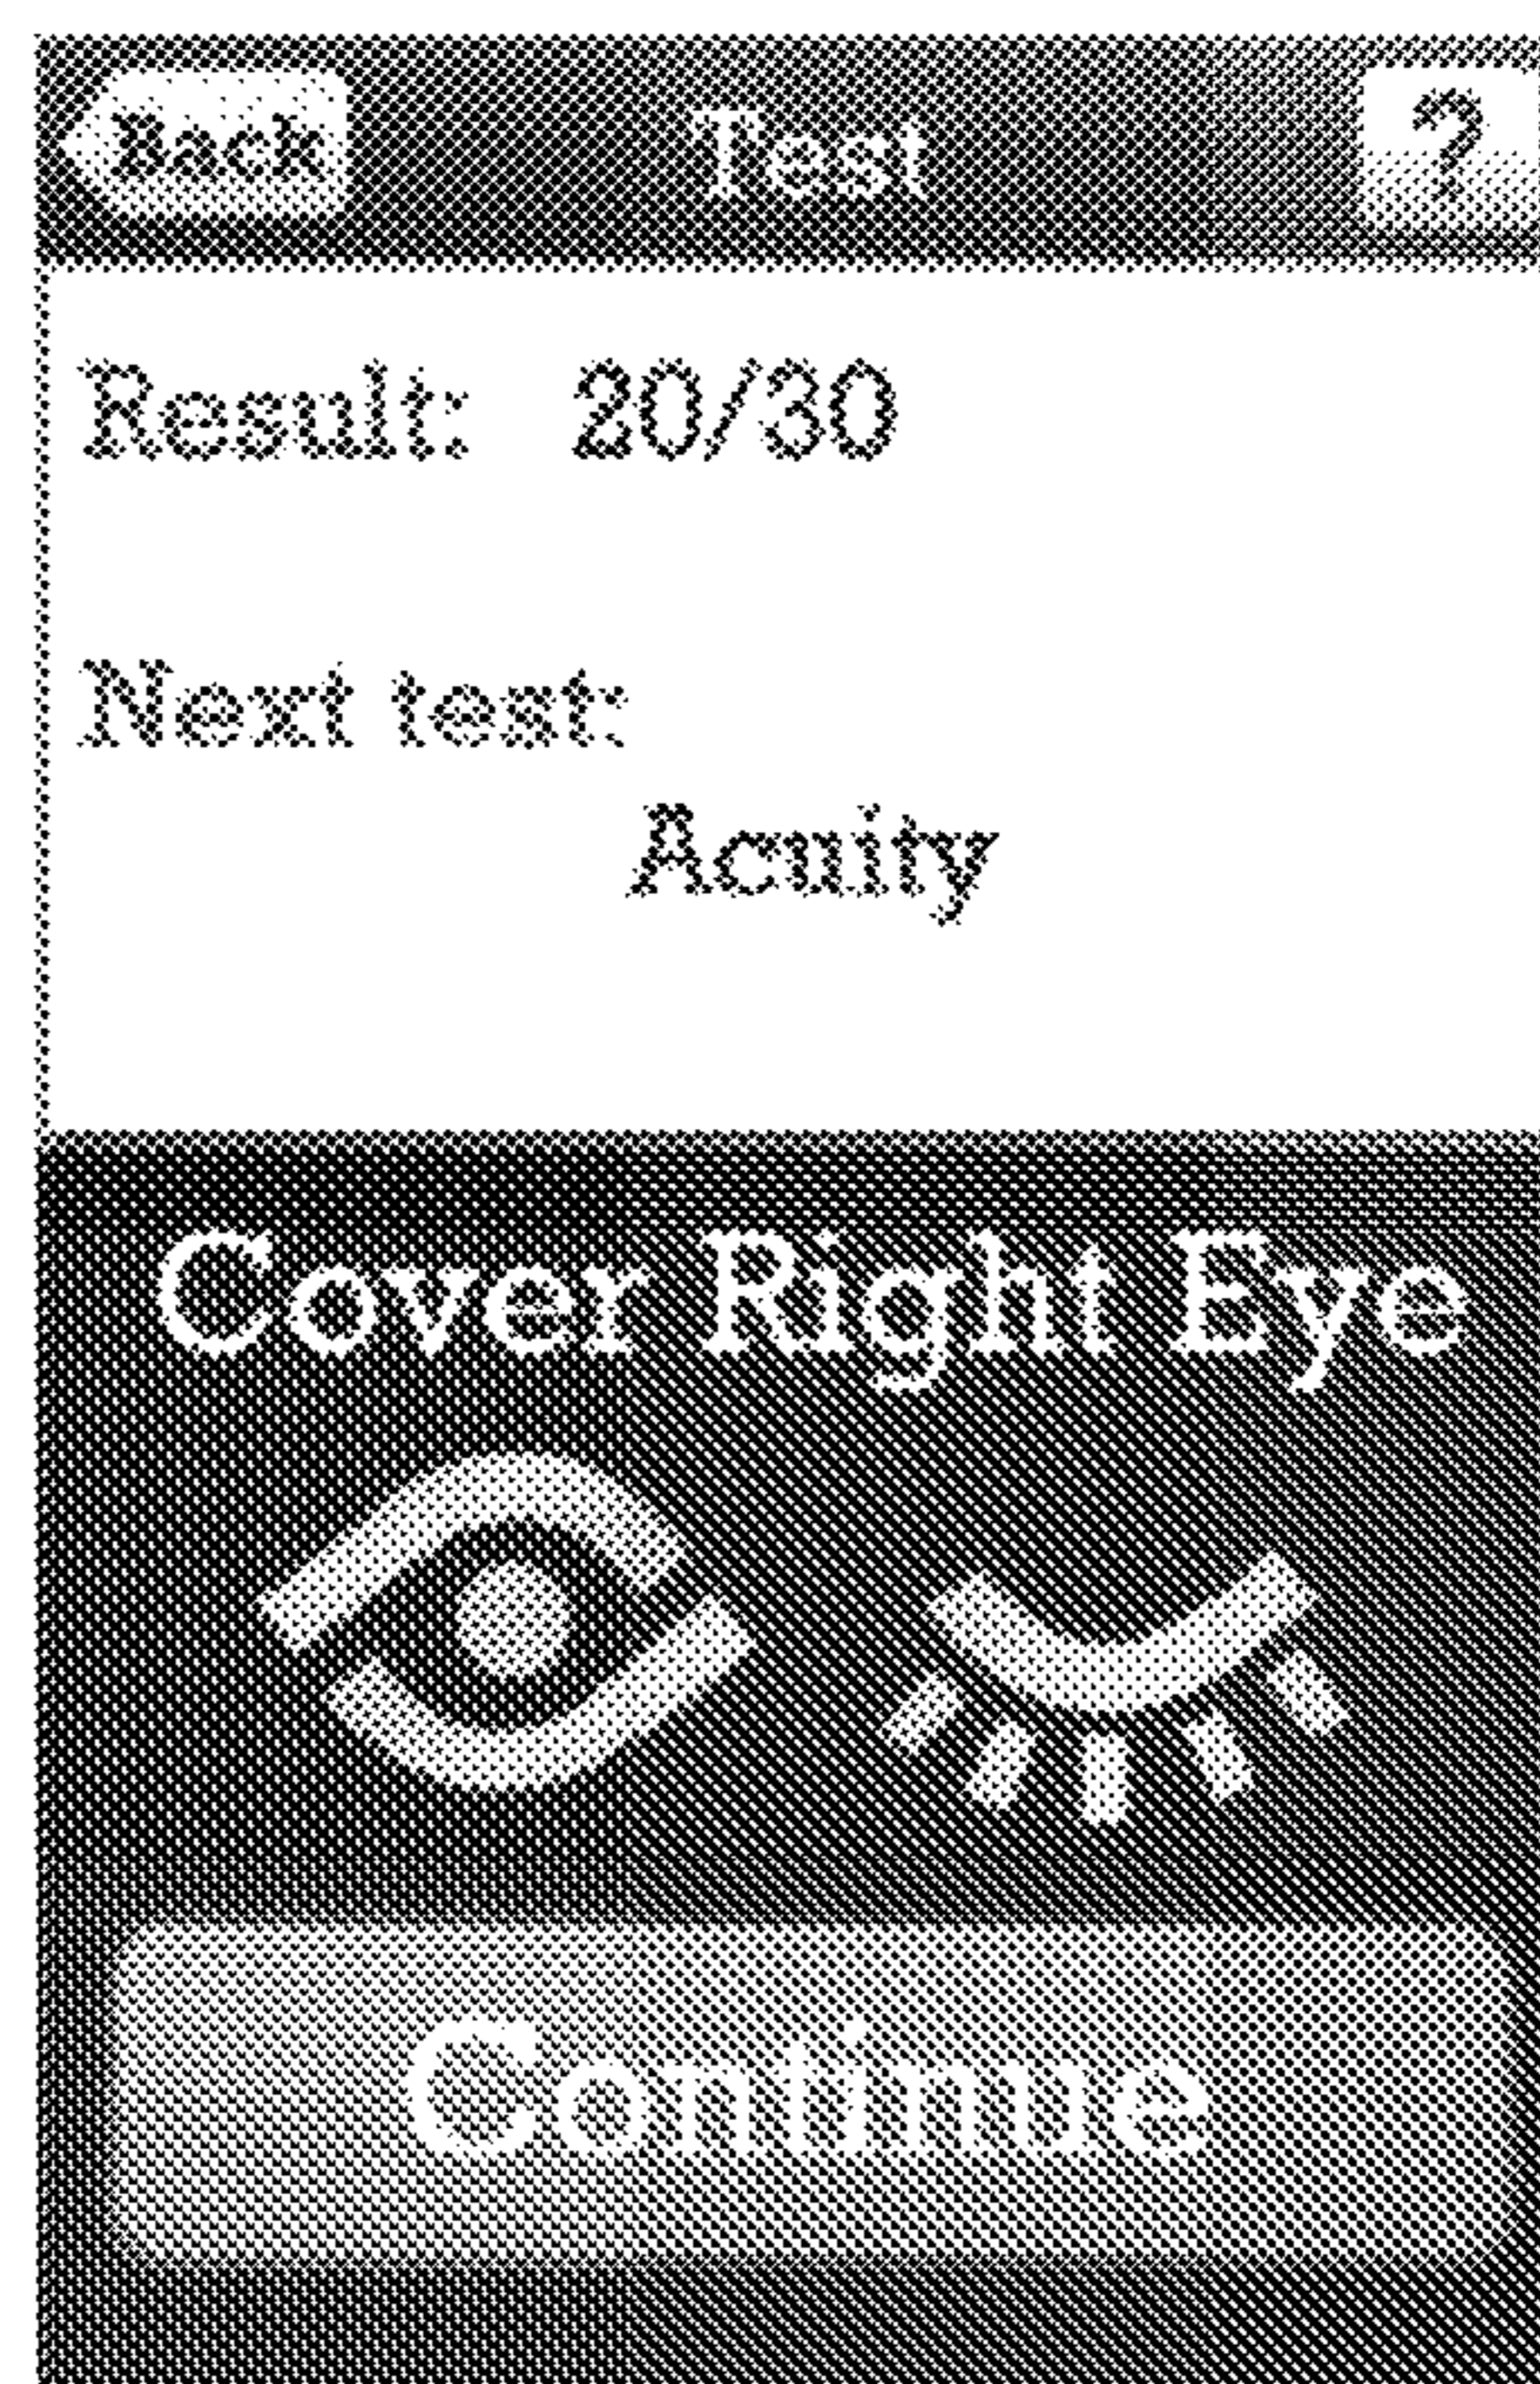 Back Test ?
Result: 20/30
Next test:
Acuity
Cover Right Eye
Continue